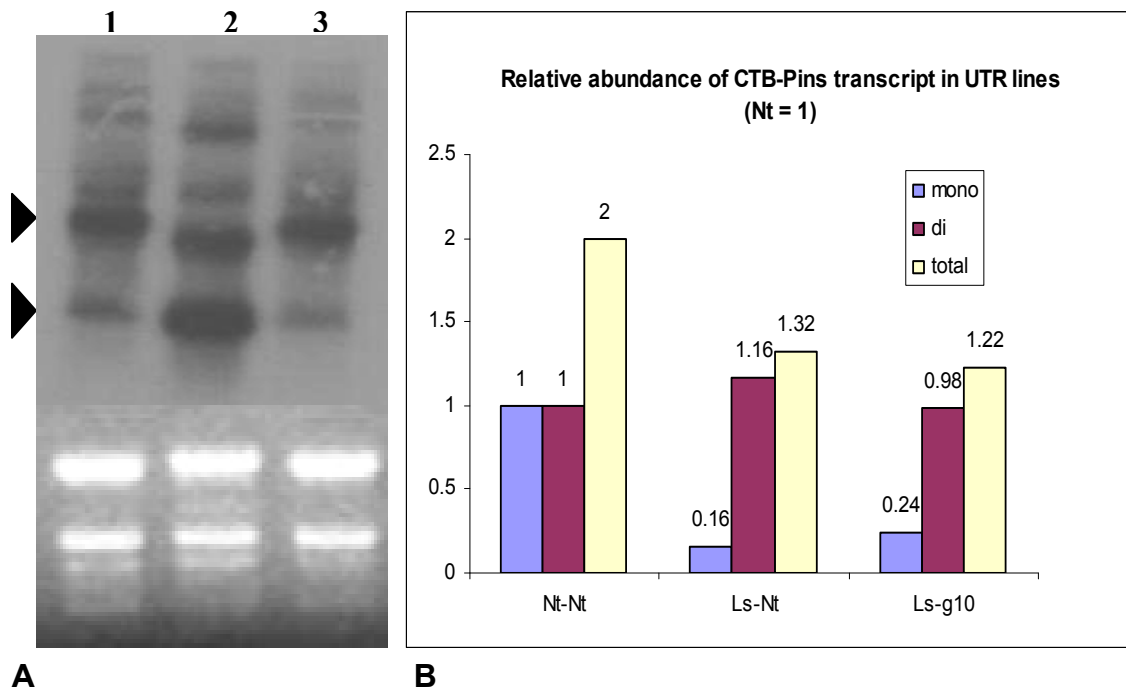 1 2 3
Relative abundance of CTB-Pins transcript in UTR lines
(Nt = 1)
2.5
2
1.5
1
0.5
0
mono
di
total
1
1
2
0.16
1.16
1.32
0.24
0.98
1.22
Nt-Nt
Ls-Nt
Ls-g10
A
B